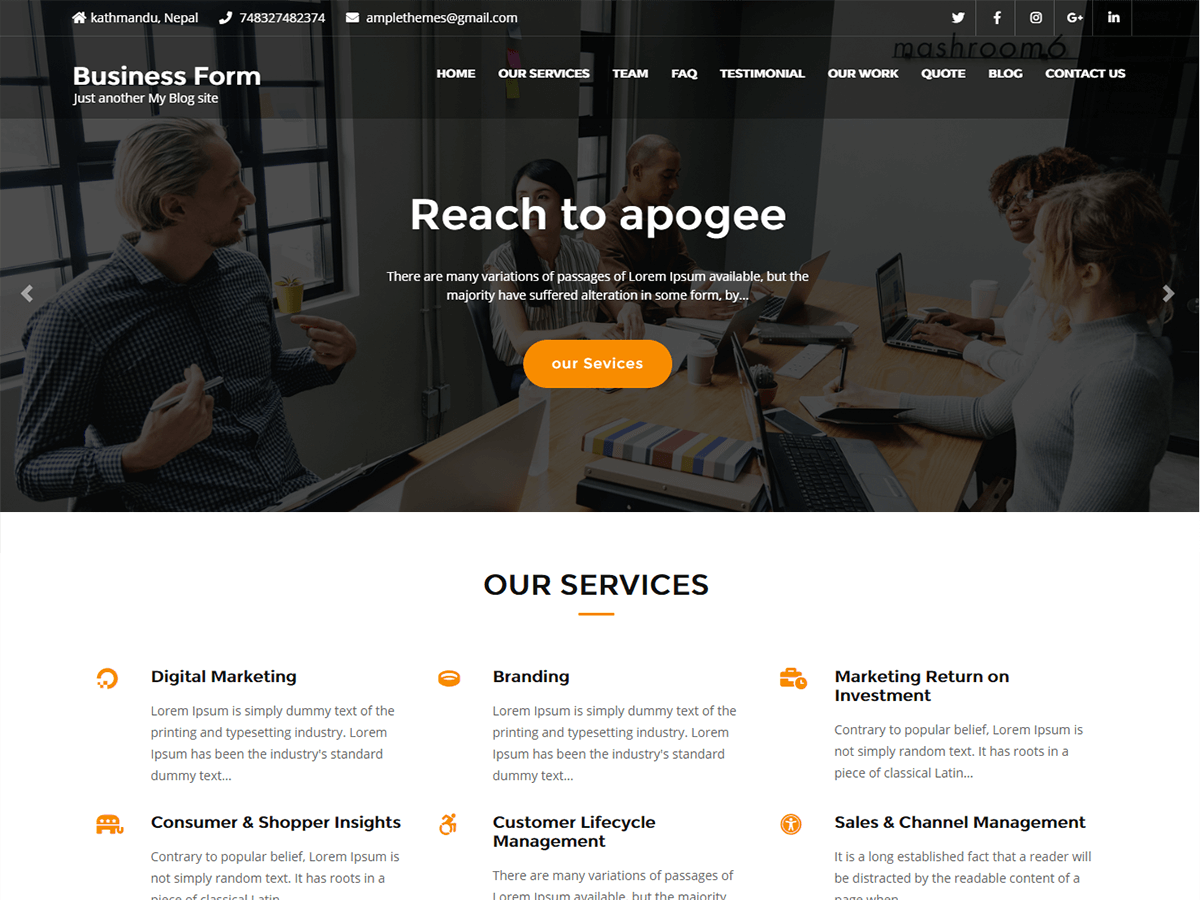 kathmandu, Nepal 748327482374 amplethemes@gmail.com
mashroom6
Business Form
Just another My Blog site
HOME OUR SERVICES TEAM FAQ TESTIMONIAL OUR WORK QUOTE BLOG CONTACT US
Reach to apogee
There are many variations of passages of Lorem Ipsum available, but the
majority have suffered alteration in some form, by...
our Sevices
OUR SERVICES
Digital Marketing
Lorem Ipsum is simply dummy text of the
printing and typesetting industry. Lorem
Ipsum has been the industry's standard
dummy text...
Branding
Lorem Ipsum is simply dummy text of the
printing and typesetting industry. Lorem
Ipsum has been the industry's standard
dummy text...
Marketing Return on
Investment
Contrary to popular belief, Lorem Ipsum is
not simply random text. It has roots in a
piece of classical Latin...
Consumer & Shopper Insights
Contrary to popular belief, Lorem Ipsum is
not simply random text. It has roots in a
piece of classical Latin
Customer Lifecycle
Management
There are many variations of passages of
Lorem Ipsum available, but the majority
Sales & Channel Management
It is a long established fact that a reader will
be distracted by the readable content of a
page when